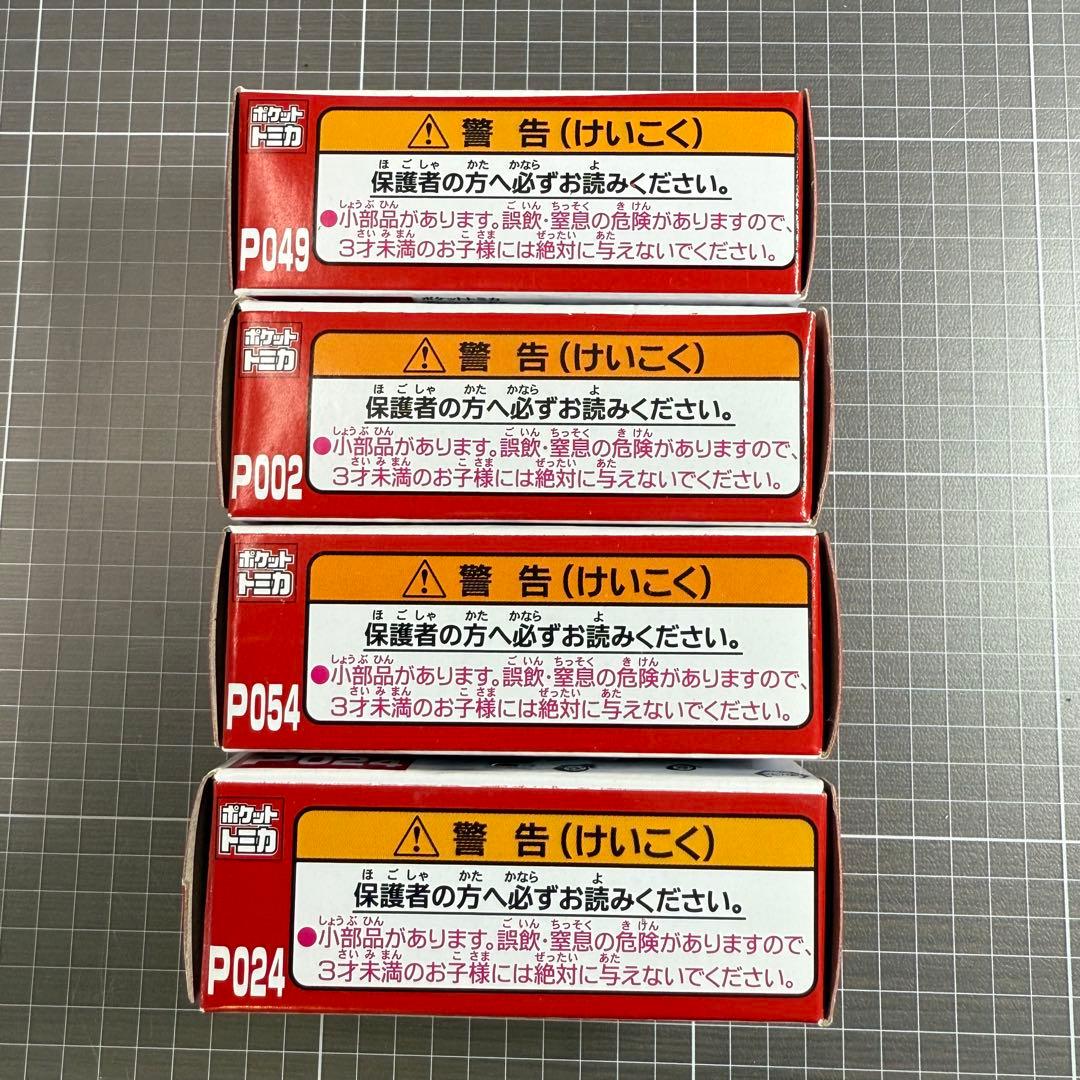 ポケット
トミカ
警告(けいこく)
ほごしゃ かた かなら よ
保護者の方へ必ずお読みください。
しょうぶひん ごいん ちっそく きけん
●小部品があります。誤飲・窒息の危険がありますので、
さいみまん こさま ぜったい あた
3才未満のお子様には絶対に与えないでください。
P049
ポケットトミカ
ポケット
トミカ
警告(けいこく)
ほごしゃ かた かなら よ
保護者の方へ必ずお読みください。
しょうぶひん ごいん ちっそく きけん
●小部品があります。誤飲・窒息の危険がありますので、
さいみまん こさま ぜったい あた
3才未満のお子様には絶対に与えないでください。
P002
ポケット
トミカ
警告(けいこく)
ほごしゃ かた かなら よ
保護者の方へ必ずお読みください。
しょうぶひん ごいん ちっそく きけん
●小部品があります。誤飲・窒息の危険がありますので、
さいみまん こさま ぜったい あた
3才未満のお子様には絶対に与えないでください。
P054
P024
ポケット
トミカ
警告(けいこく)
ほごしゃ かた かなら よ
保護者の方へ必ずお読みください。
しょうぶひん ごいん ちっそく きけん
●小部品があります。誤飲・窒息の危険がありますので、
さいみまん こさま ぜったい あた
3才未満のお子様には絶対に与えないでください。
P024